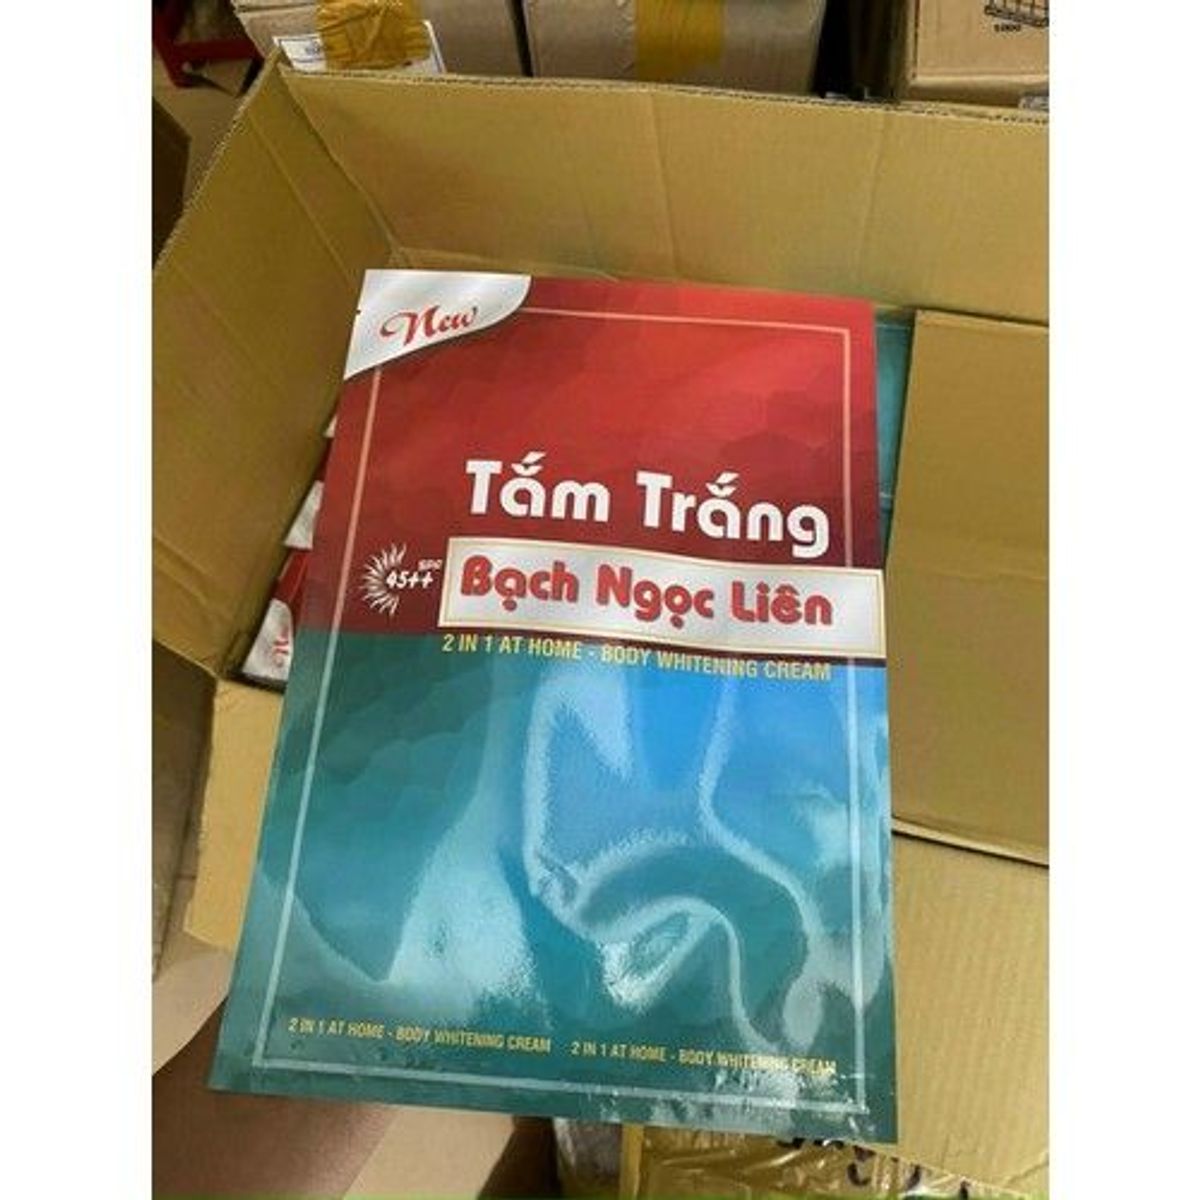 New
Tắm Trắng
45++
Bạch Ngọc Liên
2 IN 1 AT HOME - BODY WHITENING CREAM
2 IN 1 AT HOME - BODY WHITENING CREAM 2 IN 1 AT HOME - BODY WHITENING CREAM